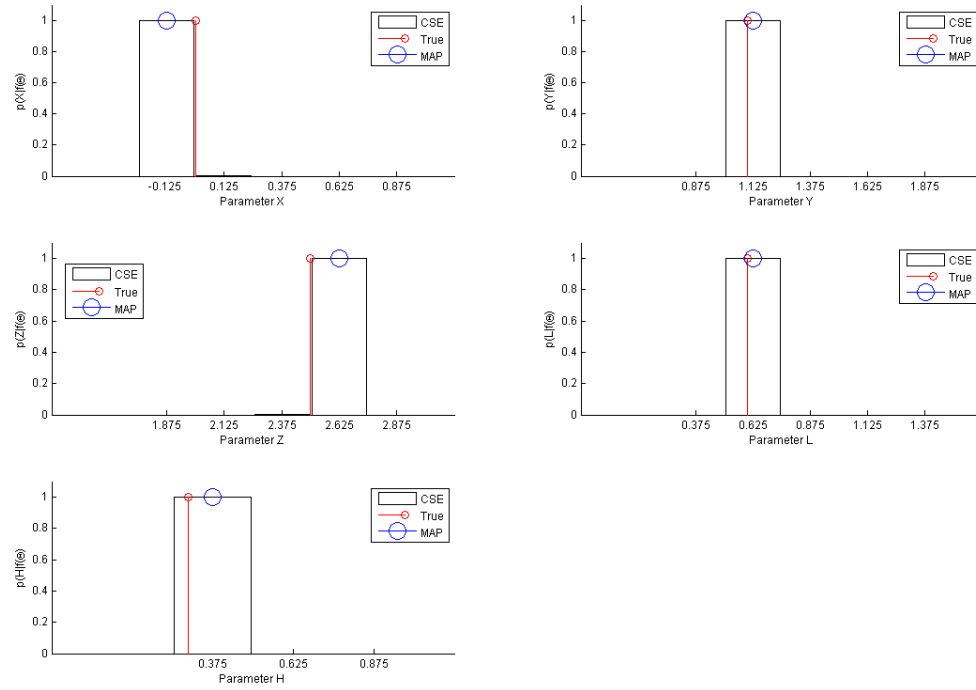 1
0.8
0.6
0.4
0.2
0
p(X|f(⊖)
-0.125 0.125 0.375 0.625 0.875
Parameter X
CSE
True
MAP
1
0.8
0.6
0.4
0.2
0
p(Y|f(⊖)
0.875 1.125 1.375 1.625 1.875
Parameter Y
CSE
True
MAP
1
0.8
0.6
0.4
0.2
0
p(Z|f(⊖)
1.875 2.125 2.375 2.625 2.875
Parameter Z
CSE
True
MAP
1
0.8
0.6
0.4
0.2
0
p(L|f(⊖)
0.375 0.625 0.875 1.125 1.375
Parameter L
CSE
True
MAP
1
0.8
0.6
0.4
0.2
0
p(H|f(⊖)
0.375 0.625 0.875
Parameter H
CSE
True
MAP